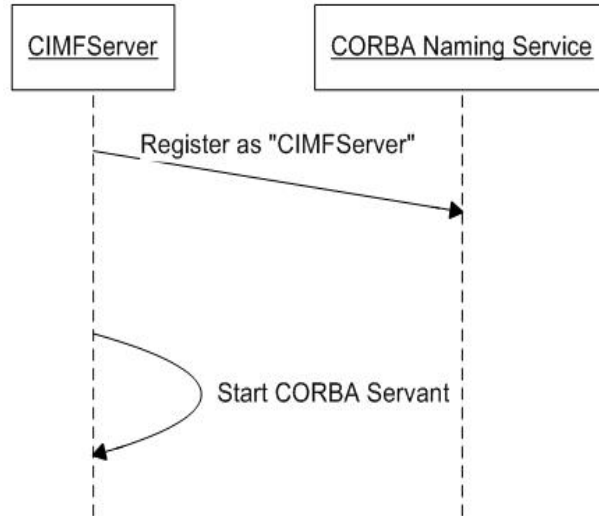 CIMFServer
CORBA Naming Service
Register as "CIMFServer"
Start CORBA Servant